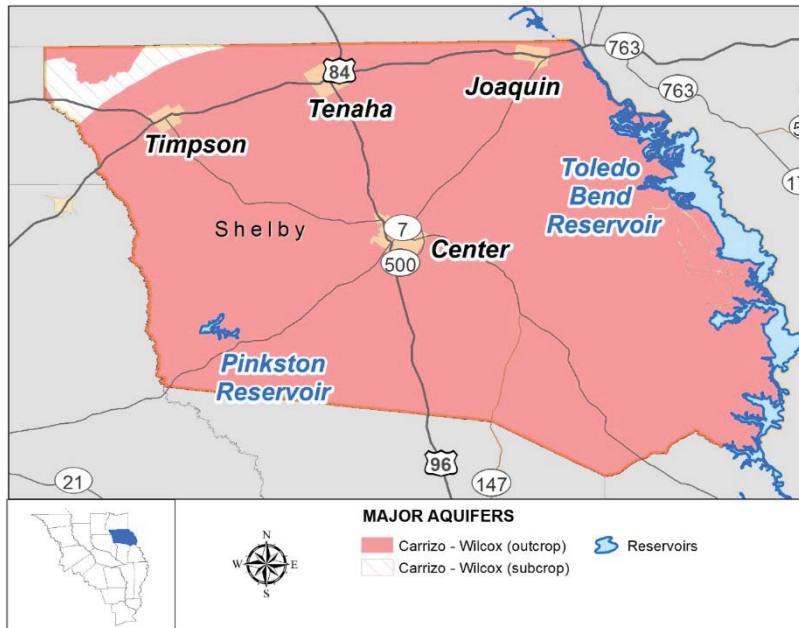 763
84
Joaquin
763
Tenaha
Timpson
Toledo
Bend
Reservoir
Shelby
7
Center
500
Pinkston
Reservoir
96
21
147
MAJOR AQUIFERS
Carrizo - Wilcox (outcrop)
Reservoirs
Carrizo - Wilcox (subcrop)
N
W
E
S